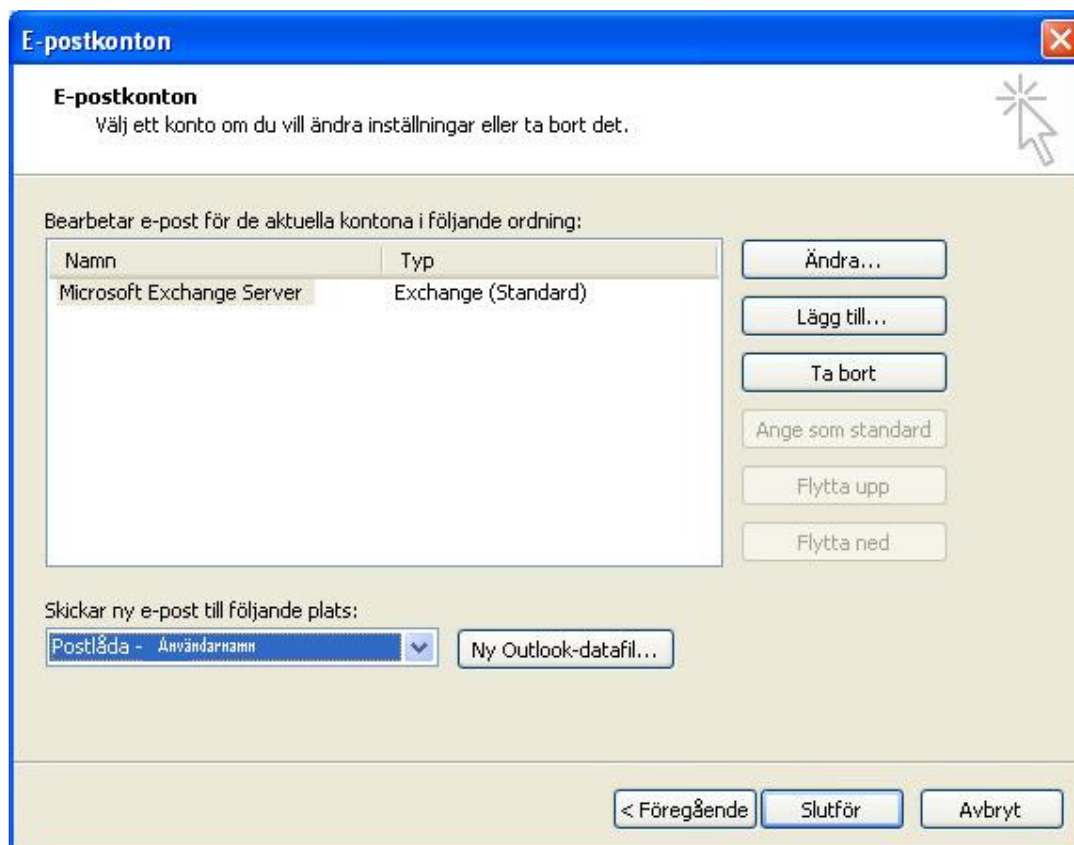 E-postkonton
E-postkonton
Välj ett konto om du vill ändra inställningar eller ta bort det.
Bearbetar e-post för de aktuella kontona i följande ordning:
Namn Typ
Microsoft Exchange Server Exchange (Standard)
Ändra...
Lägg till...
Ta bort
Ange som standard
Flytta upp
Flytta ned
Skickar ny e-post till följande plats:
Postlåda - Användarnamn
Ny Outlook-datafil...
< Föregående Slutför Avbryt